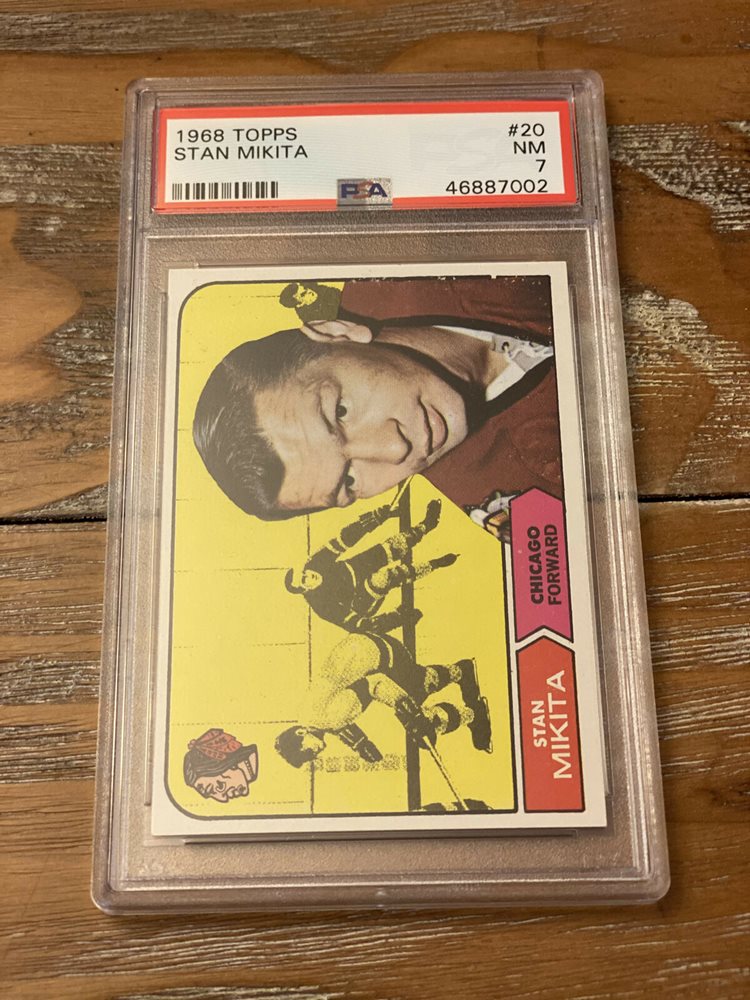 1968 TOPPS #20
STAN MIKITA NM
7
PSA 46887002
CHICAGO
FORWARD
STAN
MIKITA